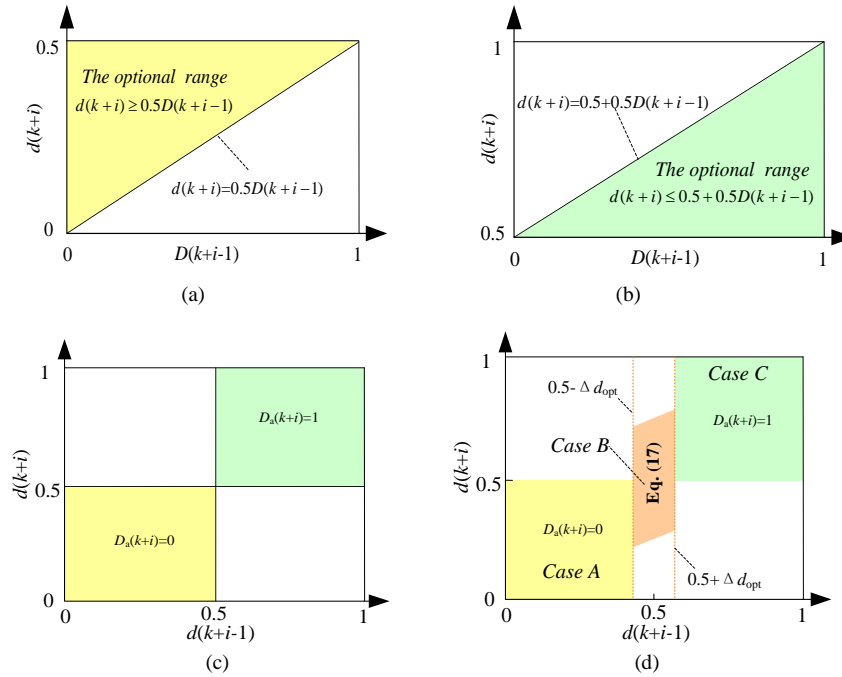 0.5
The optional range
d(k+i) ≥ 0.5D(k+i−1)
d(k+i)
d(k+i)=0.5D(k+i−1)
0
0
1
D(k+i-1)
(a)
1
d(k+i)=0.5+0.5D(k+i−1)
d(k+i)
The optional range
d(k+i) ≤ 0.5+0.5D(k+i−1)
0.5
0
1
D(k+i-1)
(b)
1
Da(k+i)=1
d(k+i)
0.5
Da(k+i)=0
0
0
0.5
1
d(k+i-1)
(c)
1
0.5- Δ dopt
Case C
Da(k+i)=1
Case B
Eq. (17)
d(k+i)
0.5
Da(k+i)=0
Case A
0.5+ Δ dopt
0
0
0.5
1
d(k+i-1)
(d)